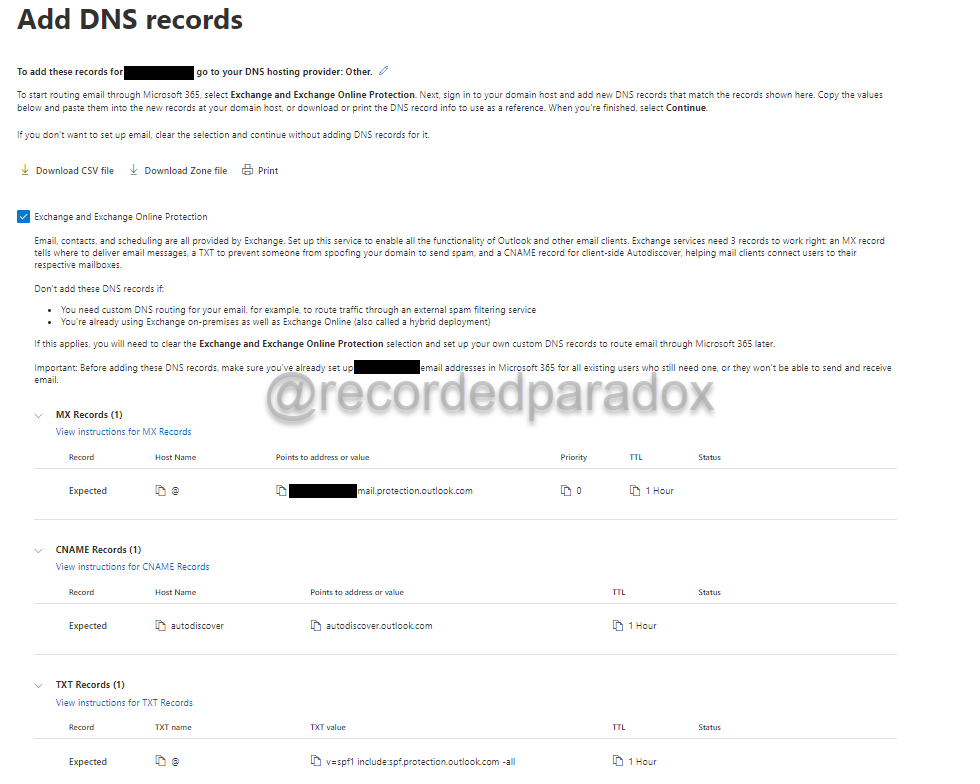 Add DNS records
To add these records for go to your DNS hosting provider: Other.
To start routing email through Microsoft 365, select Exchange and Exchange Online Protection. Next, sign in to your domain host and add new DNS records that match the records shown here. Copy the values
below and paste them into the new records at your domain host, or download or print the DNS record info to use as a reference. When you're finished, select Continue.
If you don't want to set up email, clear the selection and continue without adding DNS records for it.
Download CSV file Download Zone file Print
Exchange and Exchange Online Protection
Email, contacts, and scheduling are all provided by Exchange. Set up this service to enable all the functionality of Outlook and other email clients. Exchange services need 3 records to work right: an MX record
tells where to deliver email messages, a TXT to prevent someone from spoofing your domain to send spam, and a CNAME record for client-side Autodiscover, helping mail clients connect users to their
respective mailboxes.
Don't add these DNS records if:
• You need custom DNS routing for your email, for example, to route traffic through an external spam filtering service
• You're already using Exchange on-premises as well as Exchange Online (also called a hybrid deployment)
If this applies, you will need to clear the Exchange and Exchange Online Protection selection and set up your own custom DNS records to route email through Microsoft 365 later.
Important: Before adding these DNS records, make sure you've already set up email addresses in Microsoft 365 for all existing users who still need one, or they won't be able to send and receive
email.
@recordedparadox
MX Records (1)
View instructions for MX Records
Record Host Name Points to address or value Priority TTL Status
Expected @ mail.protection.outlook.com 0 1 Hour
CNAME Records (1)
View instructions for CNAME Records
Record Host Name Points to address or value TTL Status
Expected autodiscover autodiscover.outlook.com 1 Hour
TXT Records (1)
View instructions for TXT Records
Record TXT name TXT value TTL Status
Expected @ v=spf1 include:spf.protection.outlook.com -all 1 Hour